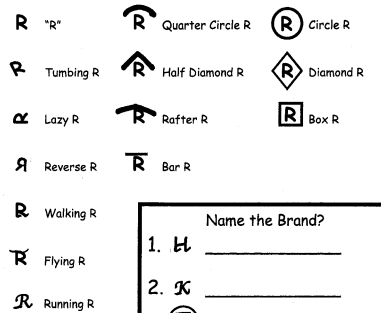 R "R" R Quarter Circle R R Circle R
R Tumbing R R Half Diamond R R Diamond R
R Lazy R R Rafter R R Box R
R Reverse R R Bar R
R Walking R
R Flying R
R Running R
Name the Brand?
1. H
2. K